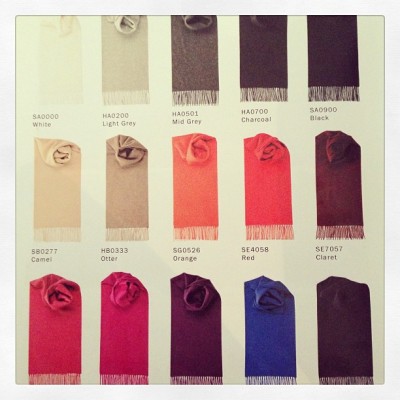 SA0000
White
HA0200
Light Grey
HA0501
Mid Grey
HA0700
Charcoal
SA0900
Black
SB0277
Camel
HB0333
Otter
SG0526
Orange
SE4058
Red
SE7057
Claret